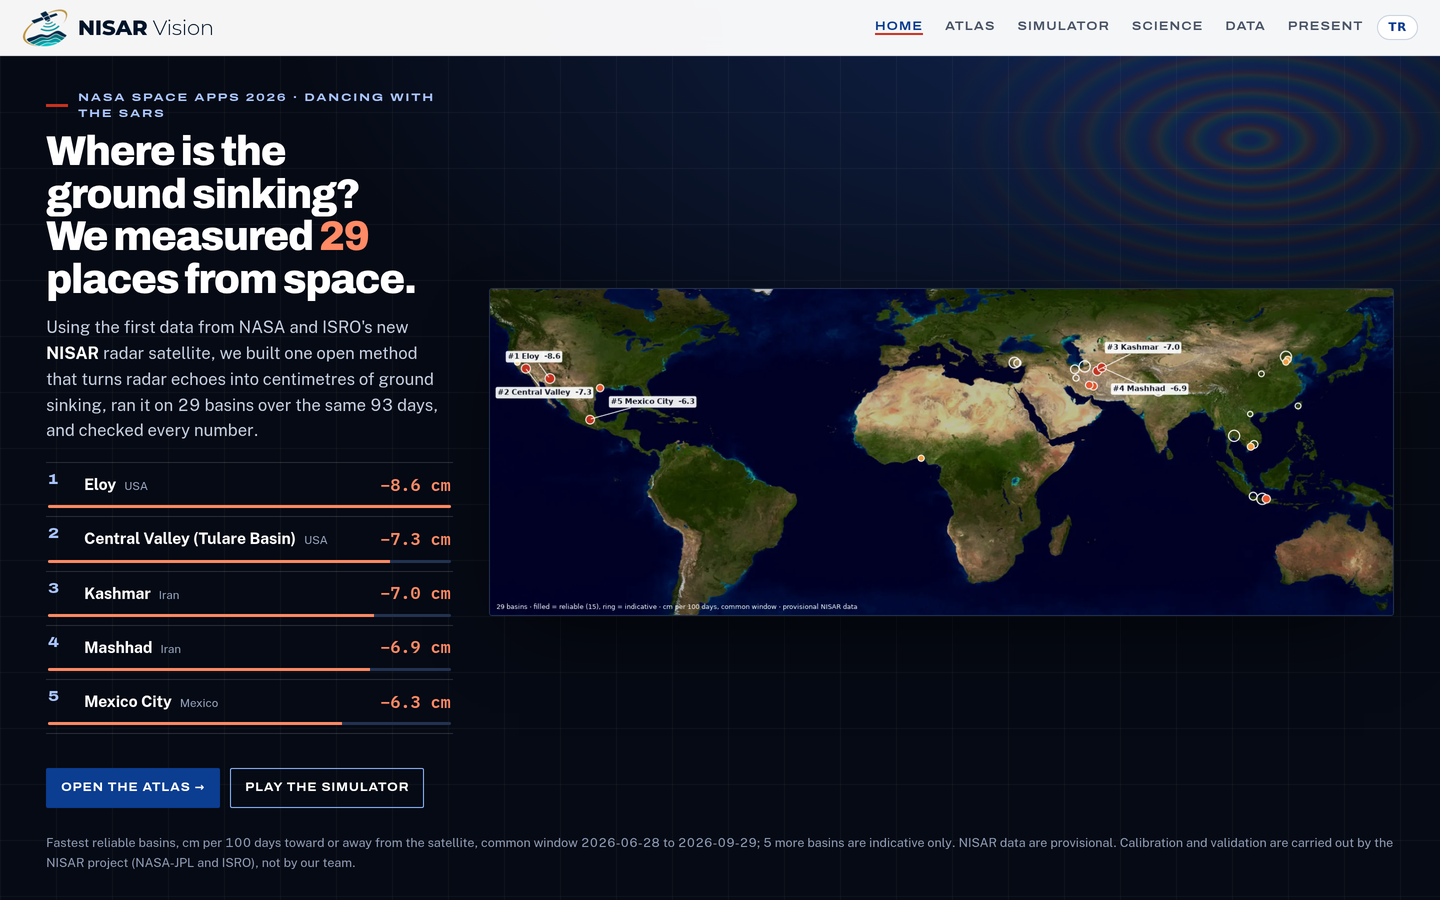 NISAR Vision
HOME ATLAS SIMULATOR SCIENCE DATA PRESENT TR
NASA SPACE APPS 2026 · DANCING WITH
THE SARS
Where is the
ground sinking?
We measured 29
places from space.
Using the first data from NASA and ISRO's new
NISAR radar satellite, we built one open method
that turns radar echoes into centimetres of ground
sinking, ran it on 29 basins over the same 93 days,
and checked every number.
1 Eloy USA −8.6 cm
2 Central Valley (Tulare Basin) USA −7.3 cm
3 Kashmar Iran −7.0 cm
4 Mashhad Iran −6.9 cm
5 Mexico City Mexico −6.3 cm
OPEN THE ATLAS →
PLAY THE SIMULATOR
#1 Eloy -8.6
#2 Central Valley -7.3
#5 Mexico City -6.3
#3 Kashmar -7.0
#4 Mashhad -6.9
29 basins · filled = reliable (15), ring = indicative · cm per 100 days, common window · provisional NISAR data
Fastest reliable basins, cm per 100 days toward or away from the satellite, common window 2026-06-28 to 2026-09-29; 5 more basins are indicative only. NISAR data are provisional. Calibration and validation are carried out by the
NISAR project (NASA-JPL and ISRO), not by our team.